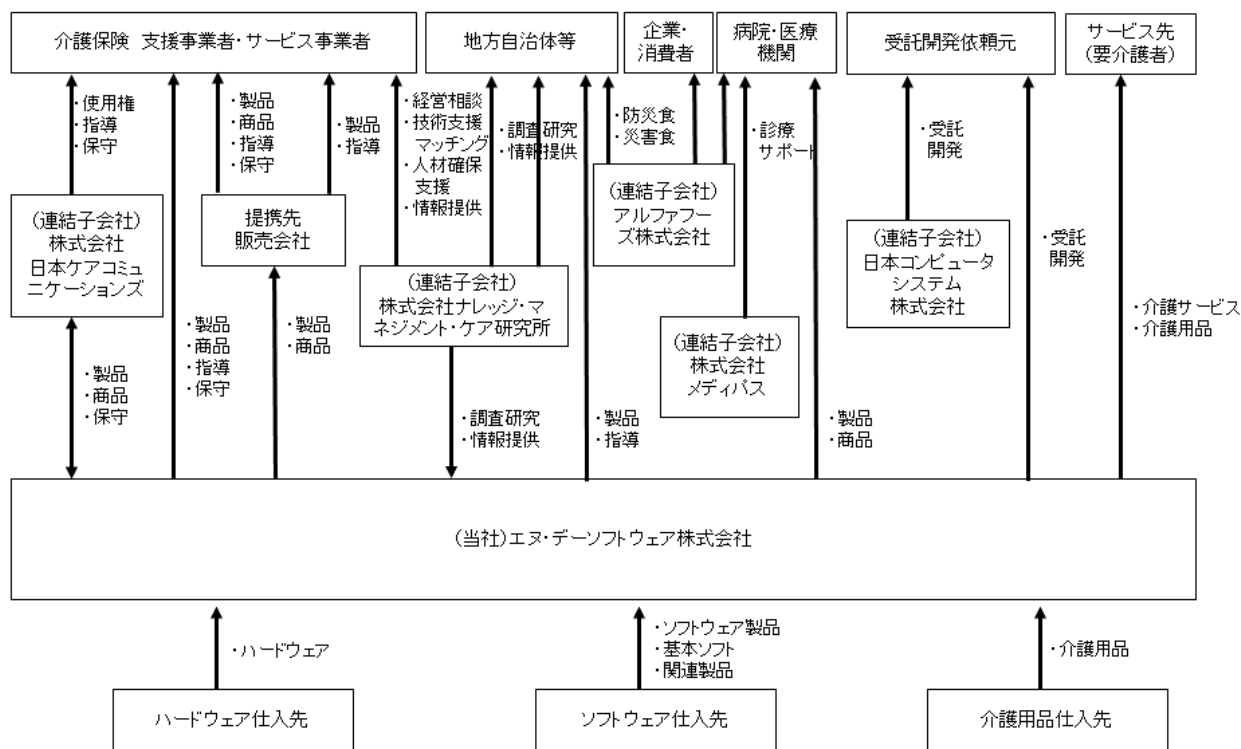 介護保険 支援事業者・サービス事業者
地方自治体等
企業・
消費者
病院・医療
機関
受託開発依頼元
サービス先
(要介護者)
・使用権
・指導
・保守
・製品
・商品
・指導
・保守
・製品
・指導
・経営相談
・技術支援
マッチング
・人材確保
支援
・情報提供
・調査研究
・情報提供
・防災食
・災害食
・診療
サポート
・受託
開発
(連結子会社)
株式会社
日本ケアコミュ
ニケーションズ
提携先
販売会社
(連結子会社)
株式会社ナレッジ・マ
ネジメント・ケア研究所
(連結子会社)
アルファフー
ズ株式会社
(連結子会社)
株式会社
メディパス
(連結子会社)
日本コンピュータ
システム
株式会社
・受託
開発
・介護サービス
・介護用品
・製品
・商品
・保守
・製品
・商品
・指導
・保守
・製品
・商品
・調査研究
・情報提供
・製品
・指導
・製品
・商品
(当社)エヌ・デーソフトウェア株式会社
・ハードウェア
・ソフトウェア製品
・基本ソフト
・関連製品
・介護用品
ハードウェア仕入先
ソフトウェア仕入先
介護用品仕入先